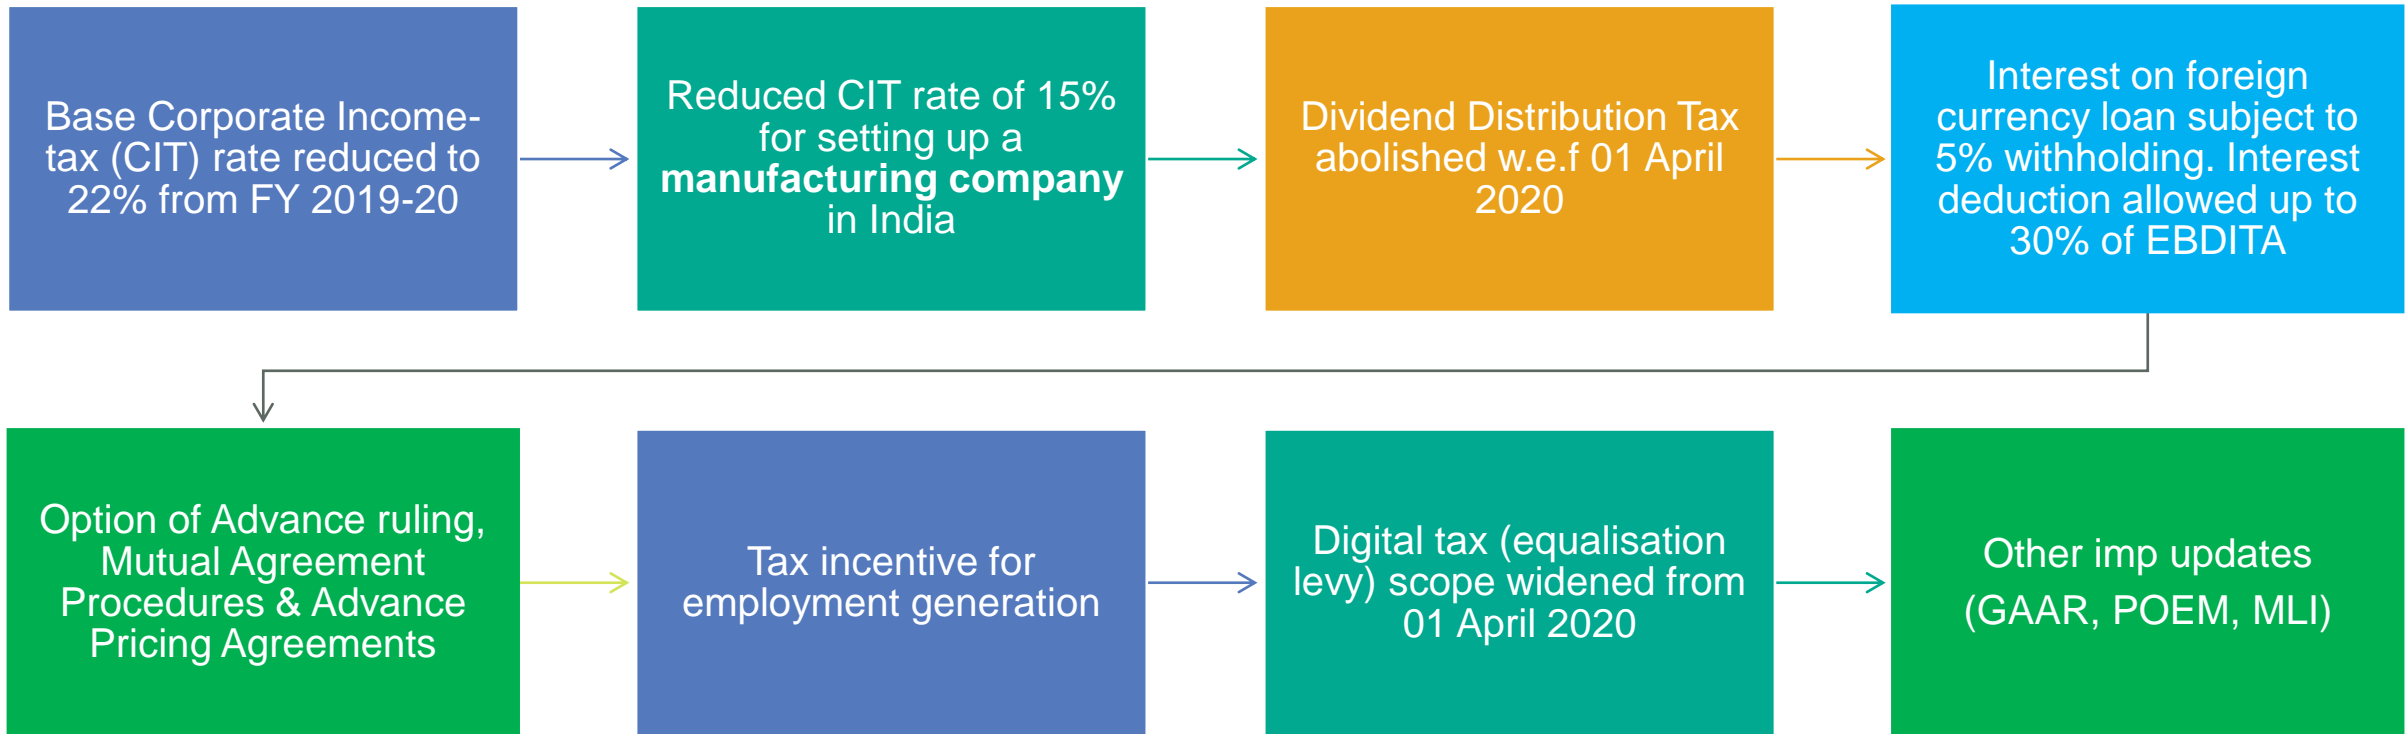 Base Corporate Income-
tax (CIT) rate reduced to
22% from FY 2019-20
Reduced CIT rate of 15%
for setting up a
manufacturing company
in India
Dividend Distribution Tax
abolished w.e.f 01 April
2020
Interest on foreign
currency loan subject to
5% withholding. Interest
deduction allowed up to
30% of EBDITA
Option of Advance ruling,
Mutual Agreement
Procedures & Advance
Pricing Agreements
Tax incentive for
employment generation
Digital tax (equalisation
levy) scope widened from
01 April 2020
Other imp updates
(GAAR, POEM, MLI)